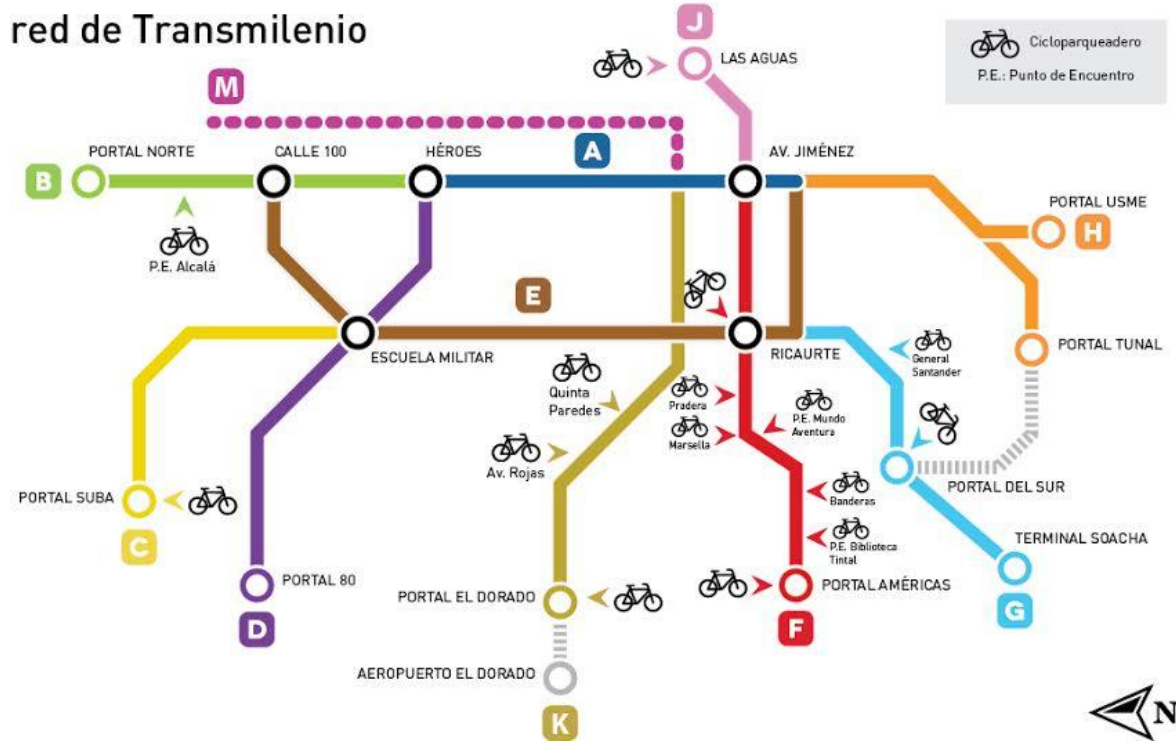 red de Transmilenio
Cicloparqueadero
P.E.: Punto de Encuentro
J
LAS AGUAS
M
A
PORTAL NORTE
CALLE 100
HÉROES
AV. JIMÉNEZ
B
PORTAL USME
H
P.E. Alcalá
E
ESCUELA MILITAR
RICAURTE
PORTAL TUNAL
General
Santander
Quinta
Paredes
Pradera
P.E. Mundo
Aventura
Marsella
Av. Rojas
PORTAL SUBA
C
Banderas
PORTAL DEL SUR
P.E. Biblioteca
Tintal
TERMINAL SOACHA
G
PORTAL 80
D
PORTAL EL DORADO
PORTAL AMÉRICAS
F
AEROPUERTO EL DORADO
K
N